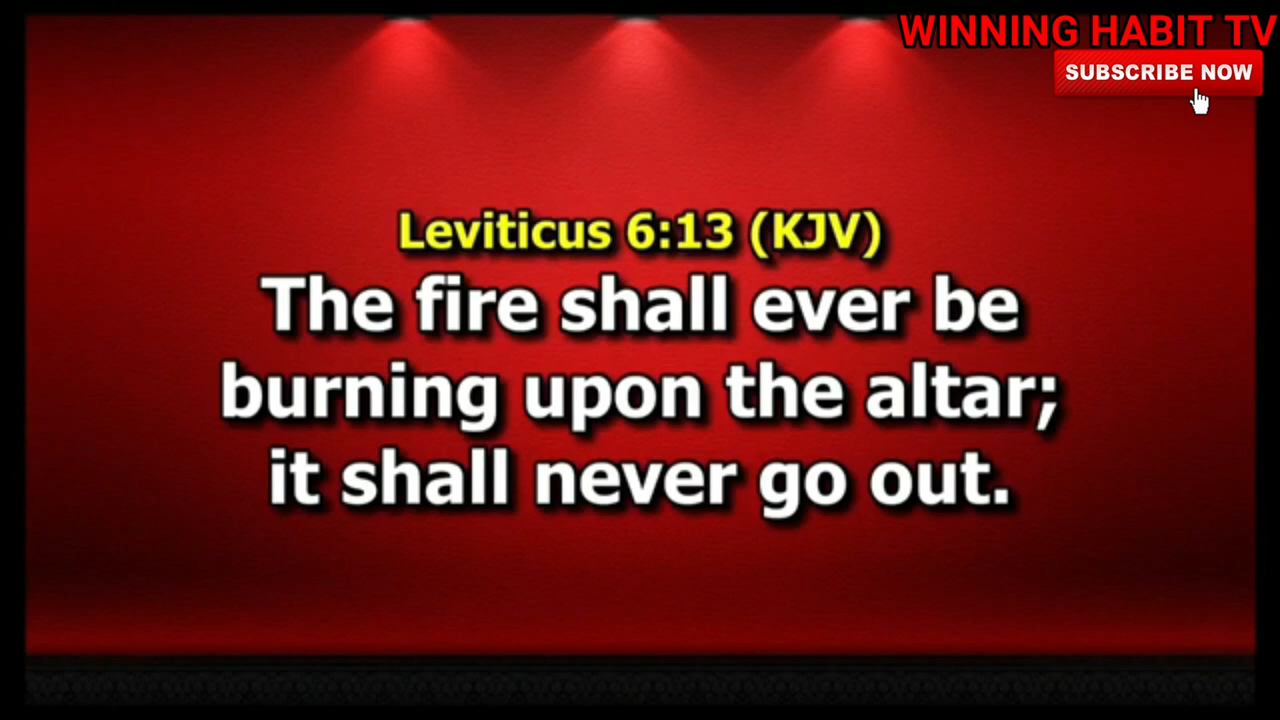 WINNING HABIT TV
SUBSCRIBE NOW
Leviticus 6:13 (KJV)
The fire shall ever be
burning upon the altar;
it shall never go out.